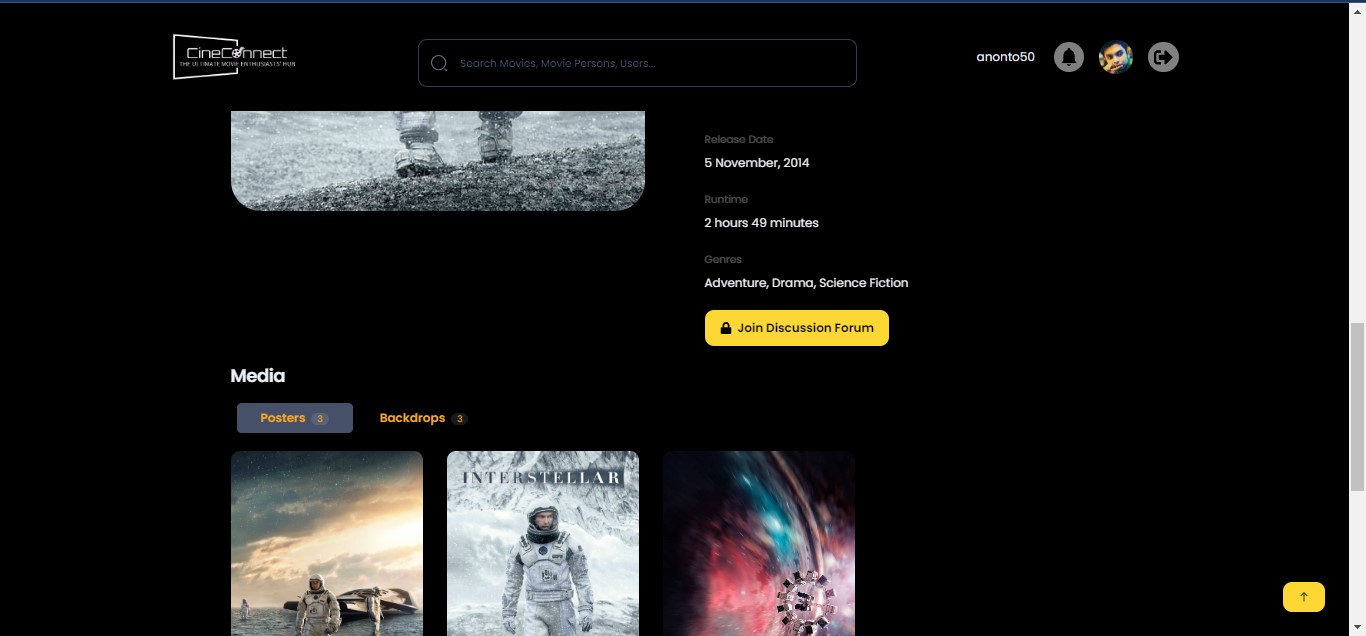 CineConnect
THE ULTIMATE MOVIE ENTHUSIASTS' HUB
Search Movies, Movie Persons, Users...
anonto50
Release Date
5 November, 2014
Runtime
2 hours 49 minutes
Genres
Adventure, Drama, Science Fiction
Join Discussion Forum
Media
Posters 3
Backdrops 3
INTERSTELLAR